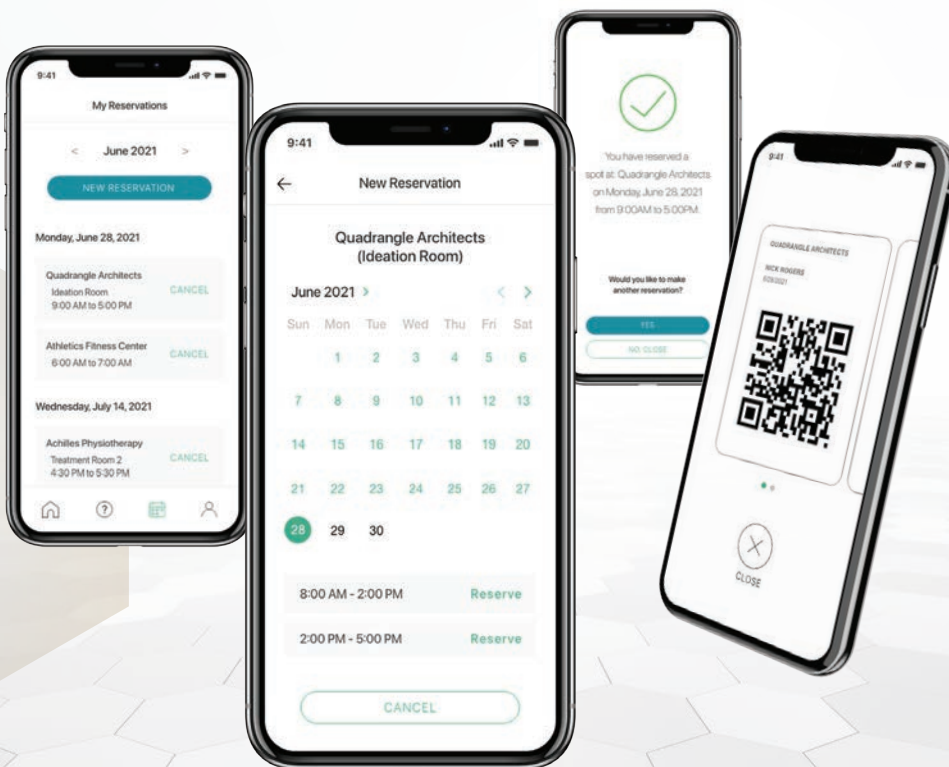 9:41
My Reservations
< June 2021 >
NEW RESERVATION
Monday, June 28, 2021
Quadrangle Architects
Ideation Room
9:00 AM to 5:00 PM
CANCEL
Athletics Fitness Center
6:00 AM to 7:00 AM
CANCEL
Wednesday, July 14, 2021
Achilles Physiotherapy
Treatment Room 2
4:30 PM to 5:30 PM
CANCEL
9:41
New Reservation
Quadrangle Architects
(Ideation Room)
June 2021 > < >
Sun Mon Tue Wed Thu Fri Sat
1 2 3 4 5 6
7 8 9 10 11 12 13
14 15 16 17 18 19 20
21 22 23 24 25 26 27
28 29 30
8:00 AM - 2:00 PM Reserve
2:00 PM - 5:00 PM Reserve
CANCEL
9:41
You have reserved a
spot at: Quadrangle Architects
on Monday, June 28, 2021
from 9:00AM to 5:00PM.
Would you like to make
another reservation?
YES
NO, CLOSE
9:41
QUADRANGLE ARCHITECTS
NICK ROGERS
6/28/2021
CLOSE